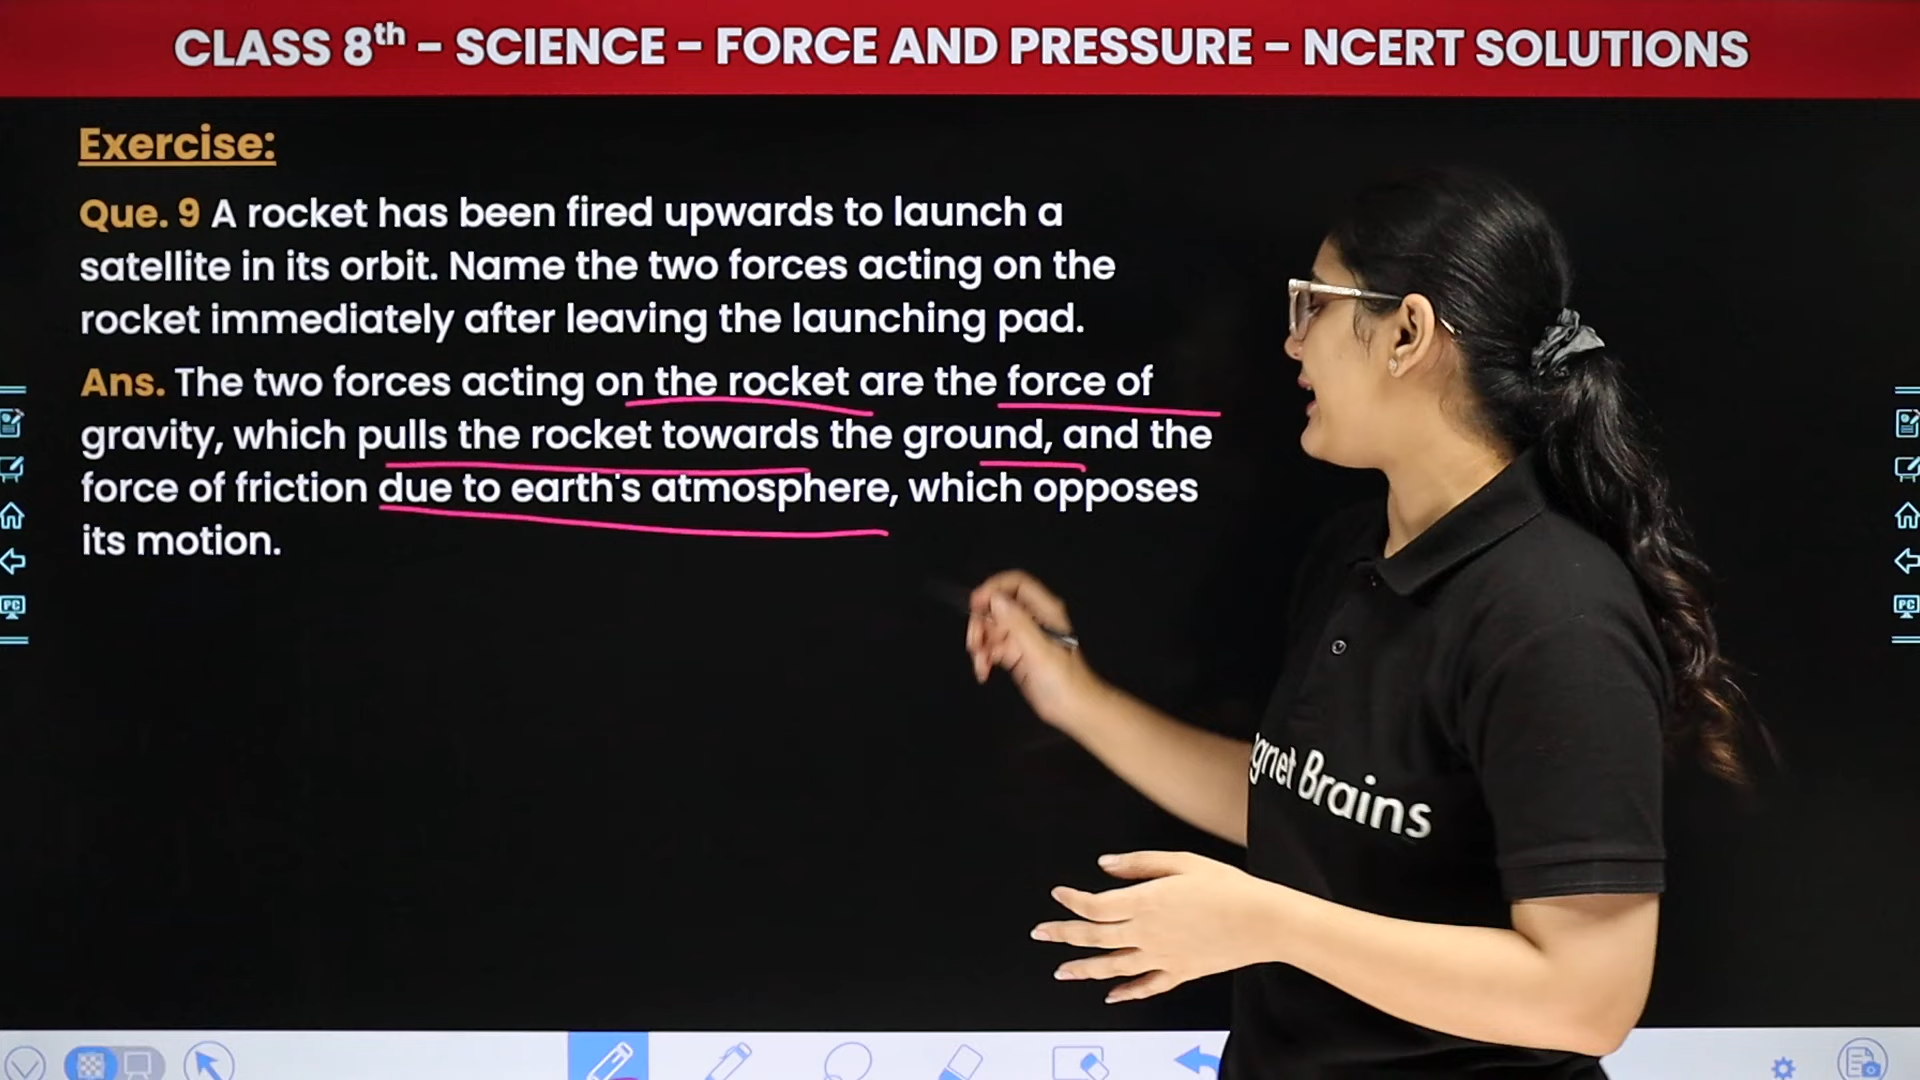 CLASS 8th – SCIENCE – FORCE AND PRESSURE – NCERT SOLUTIONS
Exercise:
Que. 9 A rocket has been fired upwards to launch a
satellite in its orbit. Name the two forces acting on the
rocket immediately after leaving the launching pad.
Ans. The two forces acting on the rocket are the force of
gravity, which pulls the rocket towards the ground, and the
force of friction due to earth's atmosphere, which opposes
its motion.
gnet Brains
PC
PC